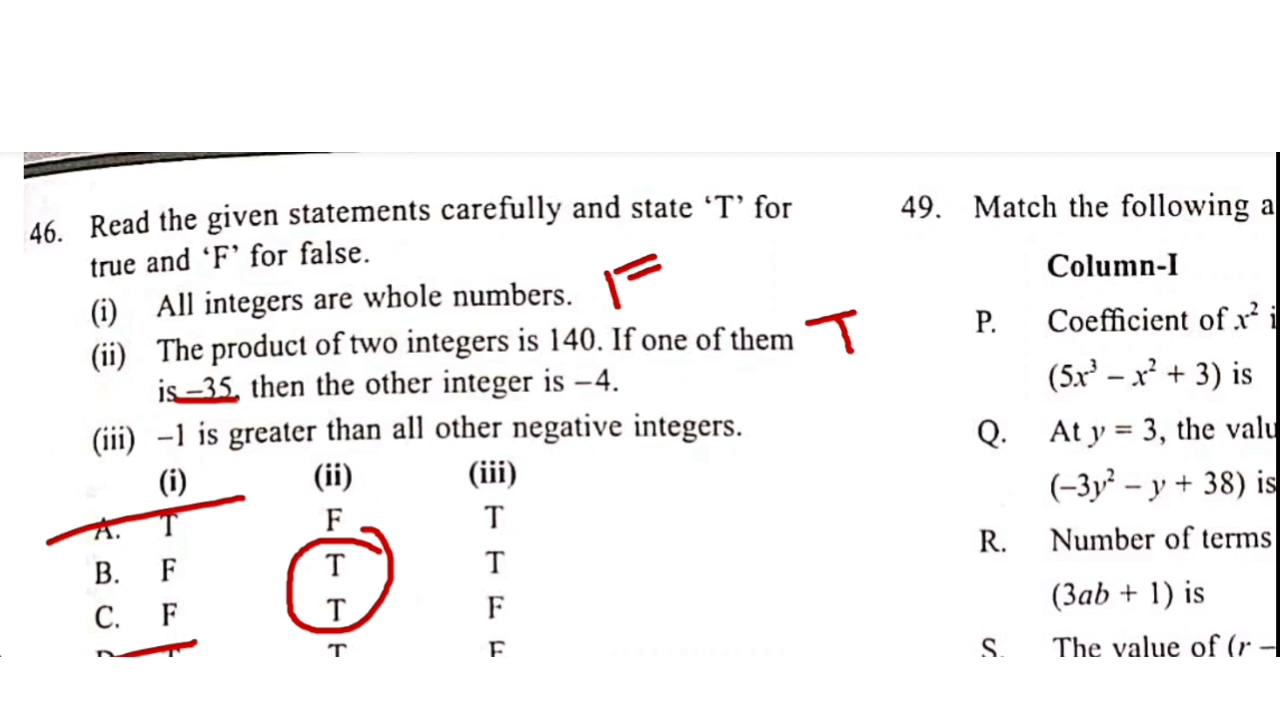 46. Read the given statements carefully and state ‘T’ for
true and ‘F’ for false.
(i) All integers are whole numbers. F
(ii) The product of two integers is 140. If one of them T
is –35, then the other integer is –4.
(iii) –1 is greater than all other negative integers.
(i) (ii) (iii)
A. T F T
B. F T T
C. F T F
D. T T F
49. Match the following a
Column-I
P. Coefficient of x² i
(5x³ – x² + 3) is
Q. At y = 3, the valu
(–3y² – y + 38) is
R. Number of terms
(3ab + 1) is
S. The value of (r –